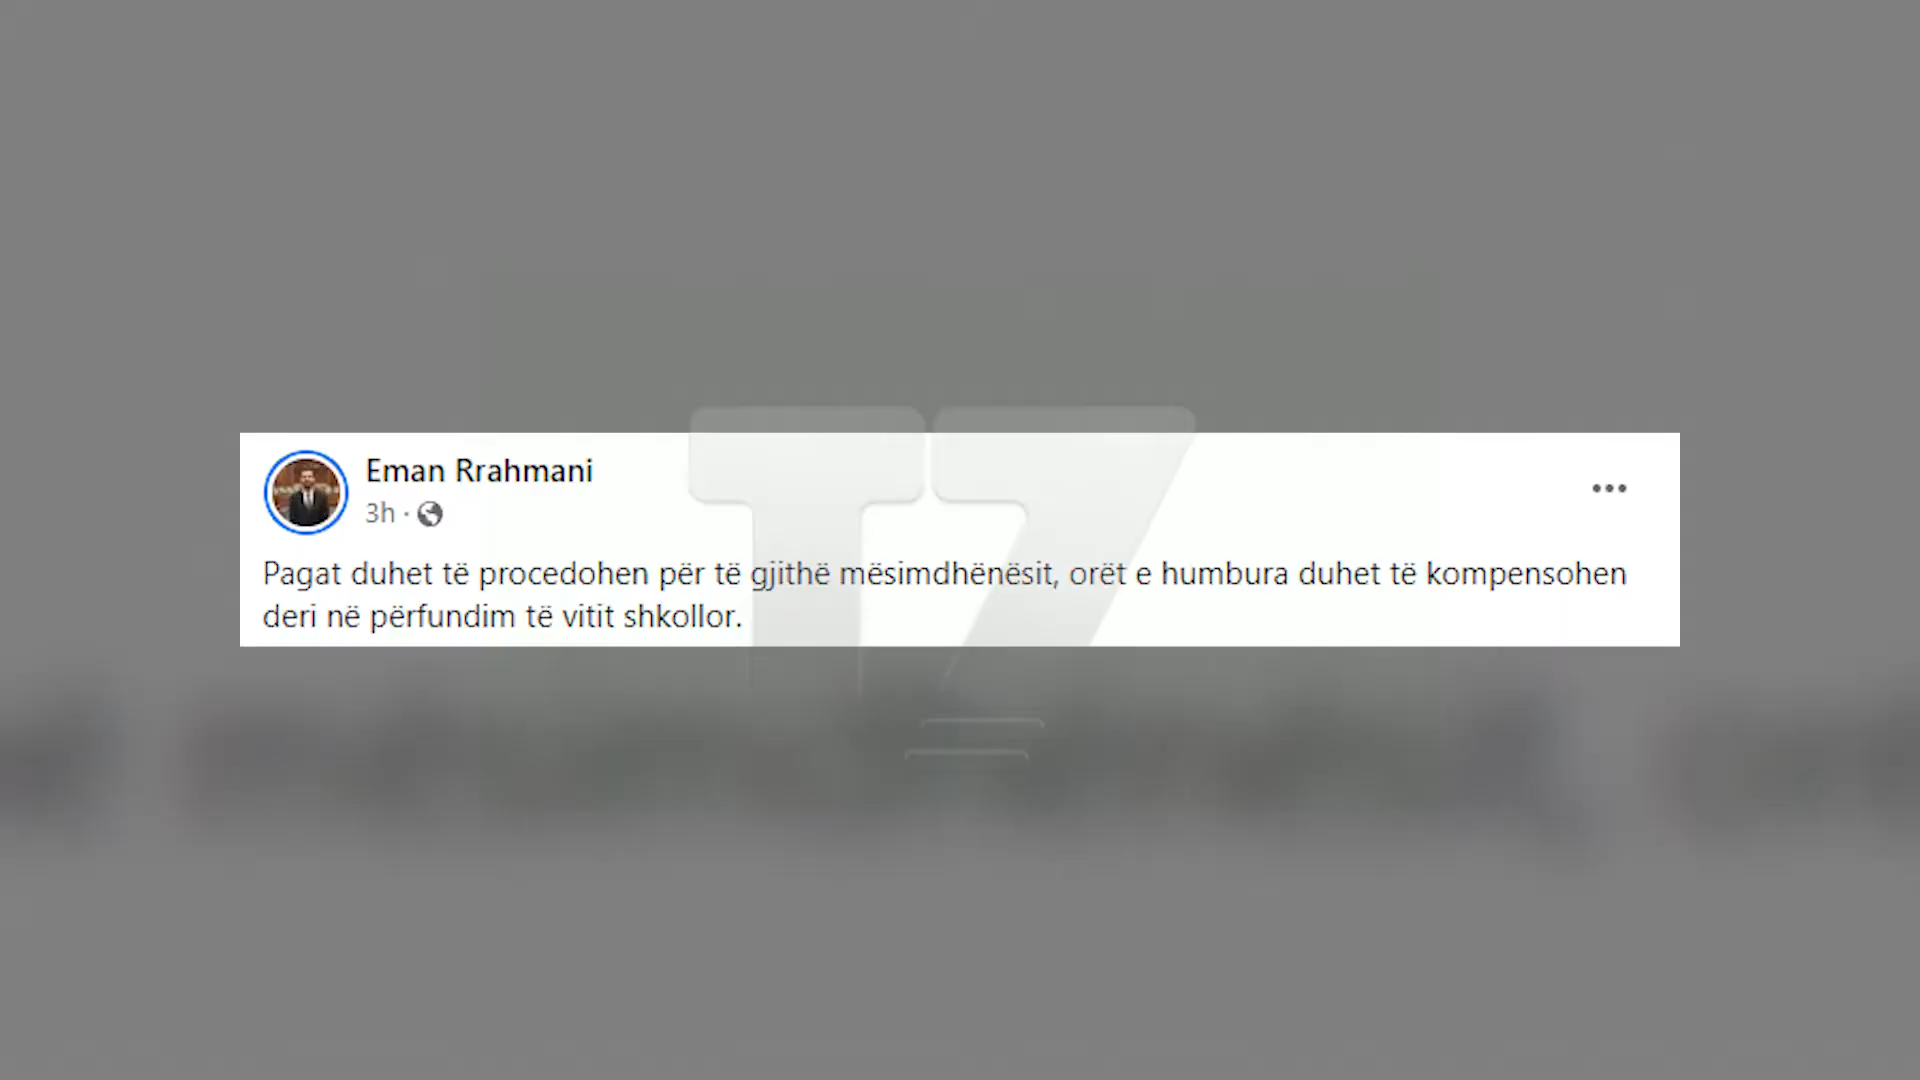 Eman Rrahmani
3h ·
Pagat duhet të procedohen për të gjithë mësimdhënësit, orët e humbura duhet të kompensohen
deri në përfundim të vitit shkollor.